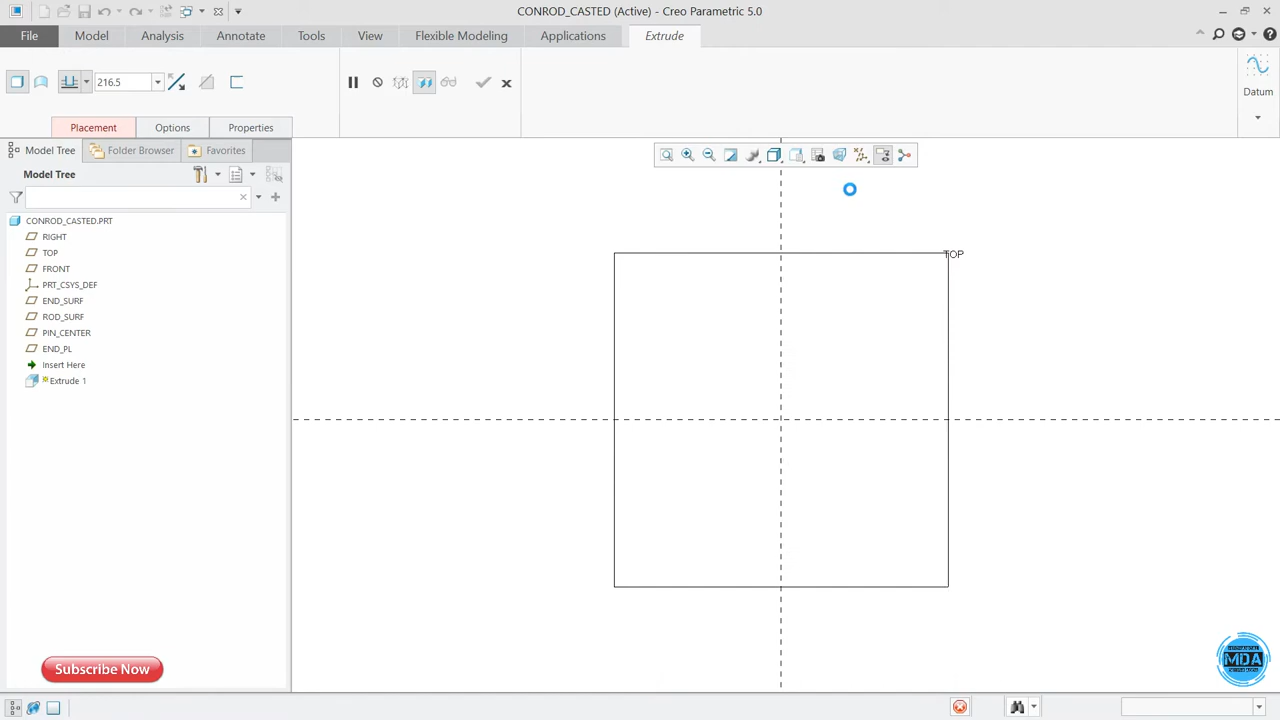 CONROD_CASTED (Active) - Creo Parametric 5.0
File Model Analysis Annotate Tools View Flexible Modeling Applications Extrude
216.5
Datum
Placement Options Properties
Model Tree Folder Browser Favorites
Model Tree
CONROD_CASTED.PRT
RIGHT
TOP
FRONT
PRT_CSYS_DEF
END_SURF
ROD_SURF
PIN_CENTER
END_PL
Insert Here
Extrude 1
TOP
Subscribe Now
MDA